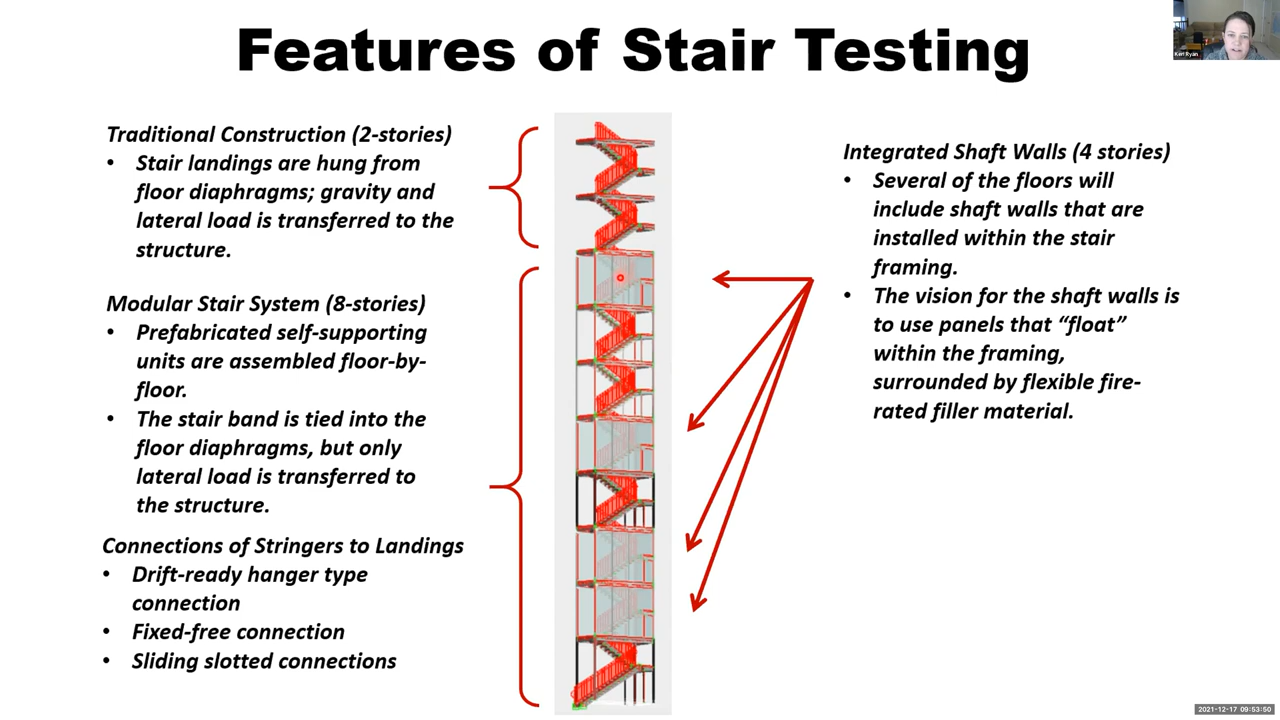 Features of Stair Testing
Keri Ryan
Traditional Construction (2-stories)
• Stair landings are hung from
floor diaphragms; gravity and
lateral load is transferred to the
structure.
Modular Stair System (8-stories)
• Prefabricated self-supporting
units are assembled floor-by-
floor.
• The stair band is tied into the
floor diaphragms, but only
lateral load is transferred to
the structure.
Connections of Stringers to Landings
• Drift-ready hanger type
connection
• Fixed-free connection
• Sliding slotted connections
Integrated Shaft Walls (4 stories)
• Several of the floors will
include shaft walls that are
installed within the stair
framing.
• The vision for the shaft walls is
to use panels that “float”
within the framing,
surrounded by flexible fire-
rated filler material.
2021-12-17 09:53:50